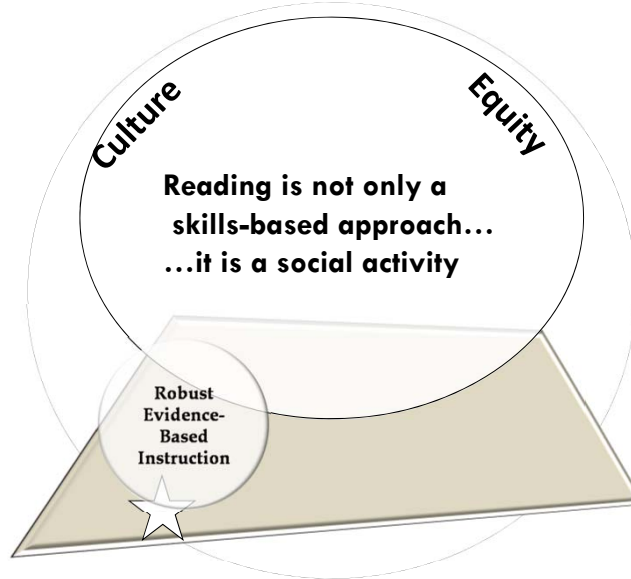 Culture
Equity
Reading is not only a
skills-based approach...
...it is a social activity
Robust
Evidence-
Based
Instruction